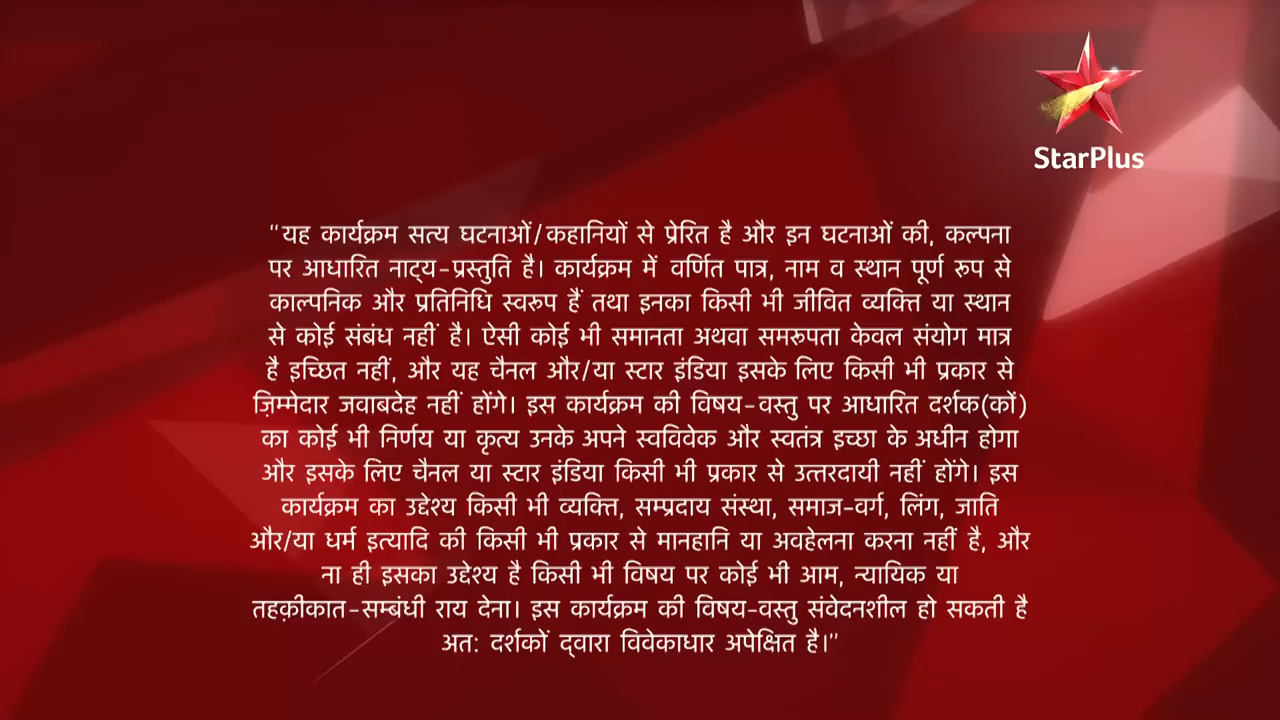 StarPlus
“यह कार्यक्रम सत्य घटनाओं/कहानियों से प्रेरित है और इन घटनाओं की, कल्पना
पर आधारित नाट्य-प्रस्तुति है। कार्यक्रम में वर्णित पात्र, नाम व स्थान पूर्ण रूप से
काल्पनिक और प्रतिनिधि स्वरूप हैं तथा इनका किसी भी जीवित व्यक्ति या स्थान
से कोई संबंध नहीं है। ऐसी कोई भी समानता अथवा समरूपता केवल संयोग मात्र
है इच्छित नहीं, और यह चैनल और/या स्टार इंडिया इसके लिए किसी भी प्रकार से
ज़िम्मेदार जवाबदेह नहीं होंगे। इस कार्यक्रम की विषय-वस्तु पर आधारित दर्शक(कों)
का कोई भी निर्णय या कृत्य उनके अपने स्वविवेक और स्वतंत्र इच्छा के अधीन होगा
और इसके लिए चैनल या स्टार इंडिया किसी भी प्रकार से उत्तरदायी नहीं होंगे। इस
कार्यक्रम का उद्देश्य किसी भी व्यक्ति, सम्प्रदाय संस्था, समाज-वर्ग, लिंग, जाति
और/या धर्म इत्यादि की किसी भी प्रकार से मानहानि या अवहेलना करना नहीं है, और
ना ही इसका उद्देश्य है किसी भी विषय पर कोई भी आम, न्यायिक या
तहक़ीकात-सम्बंधी राय देना। इस कार्यक्रम की विषय-वस्तु संवेदनशील हो सकती है
अत: दर्शकों द्वारा विवेकाधार अपेक्षित है।”